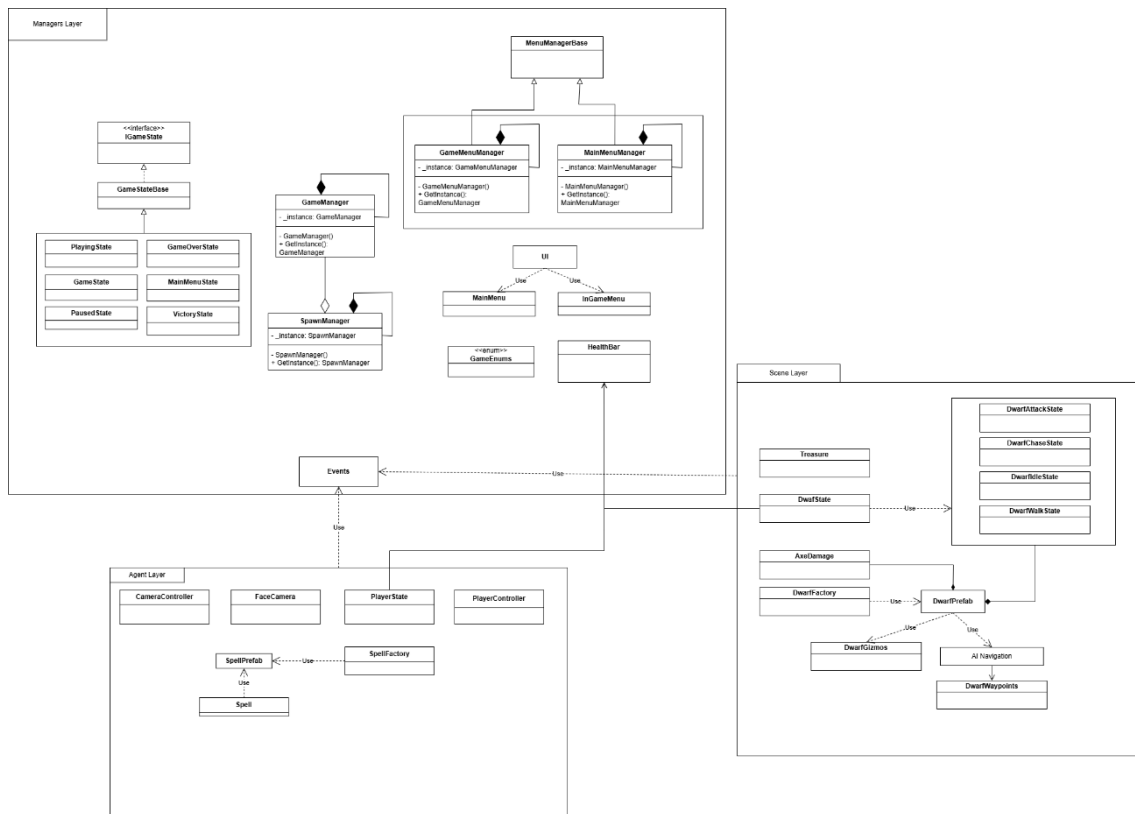 Managers Layer
MenuManagerBase
<<interface>>
IGameState
GameStateBase
PlayingState
GameOverState
GameState
MainMenuState
PausedState
VictoryState
GameManager
- _instance: GameManager
- GameManager()
+ GetInstance():
GameManager
SpawnManager
- _instance: SpawnManager
- SpawnManager()
+ GetInstance(): SpawnManager
GameMenuManager
- _instance: GameMenuManager
- GameMenuManager()
+ GetInstance():
GameMenuManager
MainMenuManager
- _instance: MainMenuManager
- MainMenuManager()
+ GetInstance():
MainMenuManager
UI
Use
Use
MainMenu
InGameMenu
<<enum>>
GameEnums
HealthBar
Events
Use
Use
Scene Layer
Treasure
DwafState
Use
DwarfAttackState
DwarfChaseState
DwarfIdleState
DwarfWalkState
AxeDamage
DwarfFactory
Use
DwarfPrefab
Use
Use
DwarfGizmos
AI Navigation
DwarfWaypoints
Agent Layer
CameraController
FaceCamera
PlayerState
PlayerController
SpellPrefab
Use
SpellFactory
Use
Spell